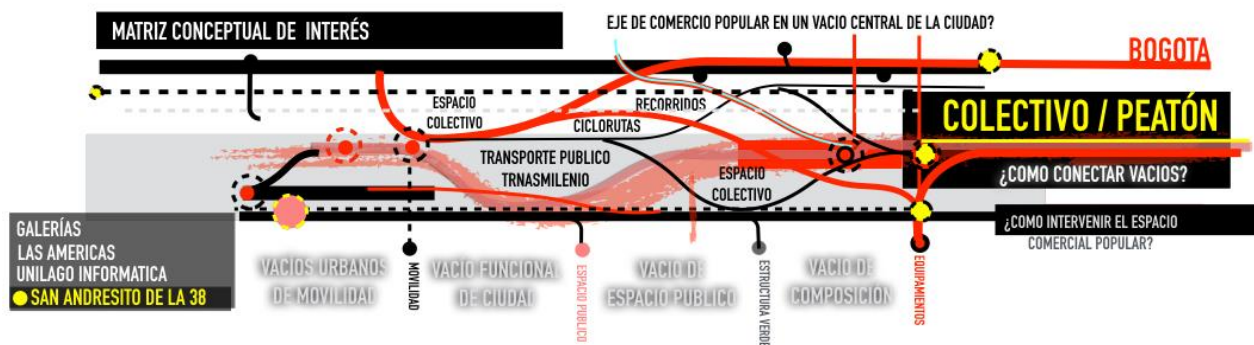 MATRIZ CONCEPTUAL DE INTERÉS
EJE DE COMERCIO POPULAR EN UN VACIO CENTRAL DE LA CIUDAD?
BOGOTA
ESPACIO
COLECTIVO
RECORRIDOS
CICLORUTAS
COLECTIVO / PEATÓN
TRANSPORTE PUBLICO
TRNASMILENIO
ESPACIO
COLECTIVO
¿COMO CONECTAR VACIOS?
¿COMO INTERVENIR EL ESPACIO
COMERCIAL POPULAR?
GALERÍAS
LAS AMERICAS
UNILAGO INFORMATICA
SAN ANDRESITO DE LA 38
VACIOS URBANOS
DE MOVILIDAD
MOVILIDAD
VACIO FUNCIONAL
DE CIUDAD
ESPACIO PUBLICO
VACIO DE
ESPACIO PUBLICO
ESTRUCTURA VERDE
VACIO DE
COMPOSICION
EQUIPAMIENTOS